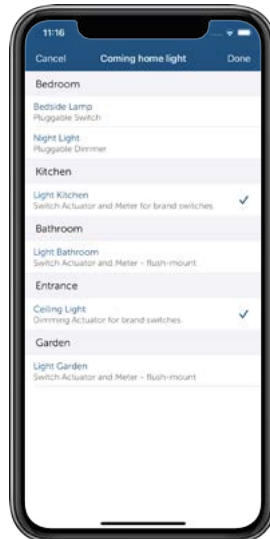 11:16
Cancel Coming home light Done
Bedroom
Bedside Lamp
Pluggable Switch
Night Light
Pluggable Dimmer
Kitchen
Light Kitchen
Switch Actuator and Meter for brand switches
Bathroom
Light Bathroom
Switch Actuator and Meter – flush-mount
Entrance
Ceiling Light
Dimming Actuator for brand switches
Garden
Light Garden
Switch Actuator and Meter – flush-mount